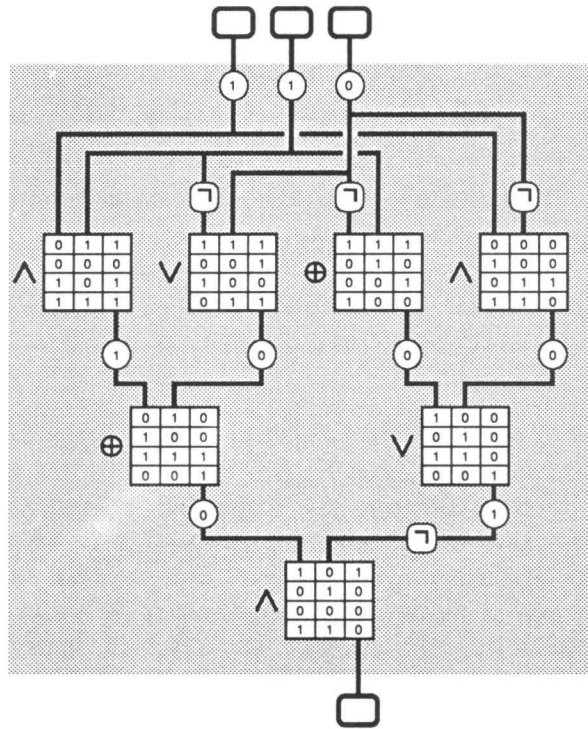 1 1 0
¬ ¬ ¬
∧ ∨ ⊕ ∧
0 1 1 1 1 1 1 1 1 0 0 0
0 0 0 0 0 1 0 1 0 1 0 0
1 0 1 1 0 0 0 0 1 0 1 1
1 1 1 0 1 1 1 0 0 1 1 0
1 0 0 0
⊕ ∨
0 1 0 1 0 1
1 0 0 0 1 0
1 1 1 1 1 0
0 0 1 0 0 1
0 1
¬
∧
1 0 1
0 1 0
0 0 0
1 1 0